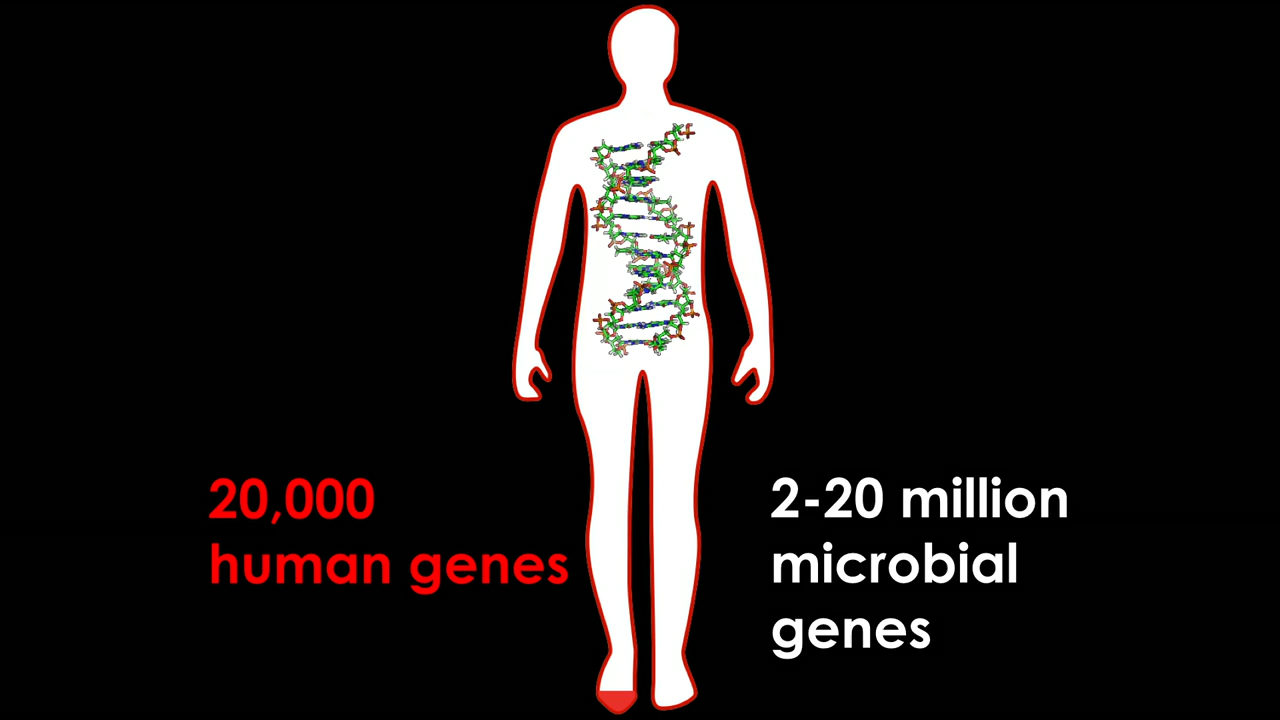 20,000
human genes
2-20 million
microbial
genes